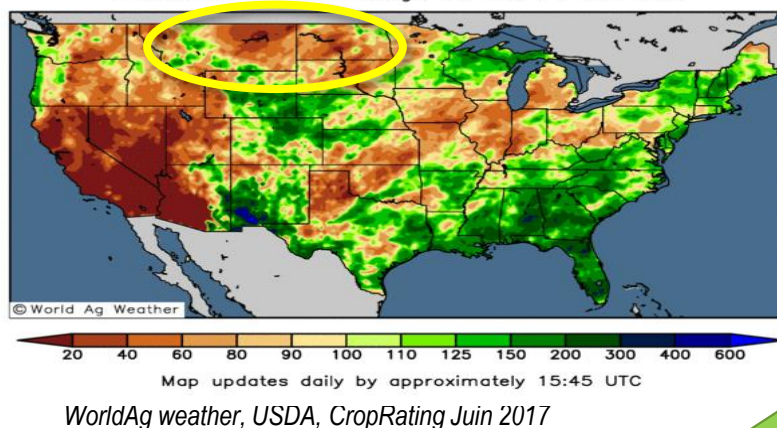 © World Ag Weather
20 40 60 80 90 100 110 125 150 200 300 400 600
Map updates daily by approximately 15:45 UTC
WorldAg weather, USDA, CropRating Juin 2017